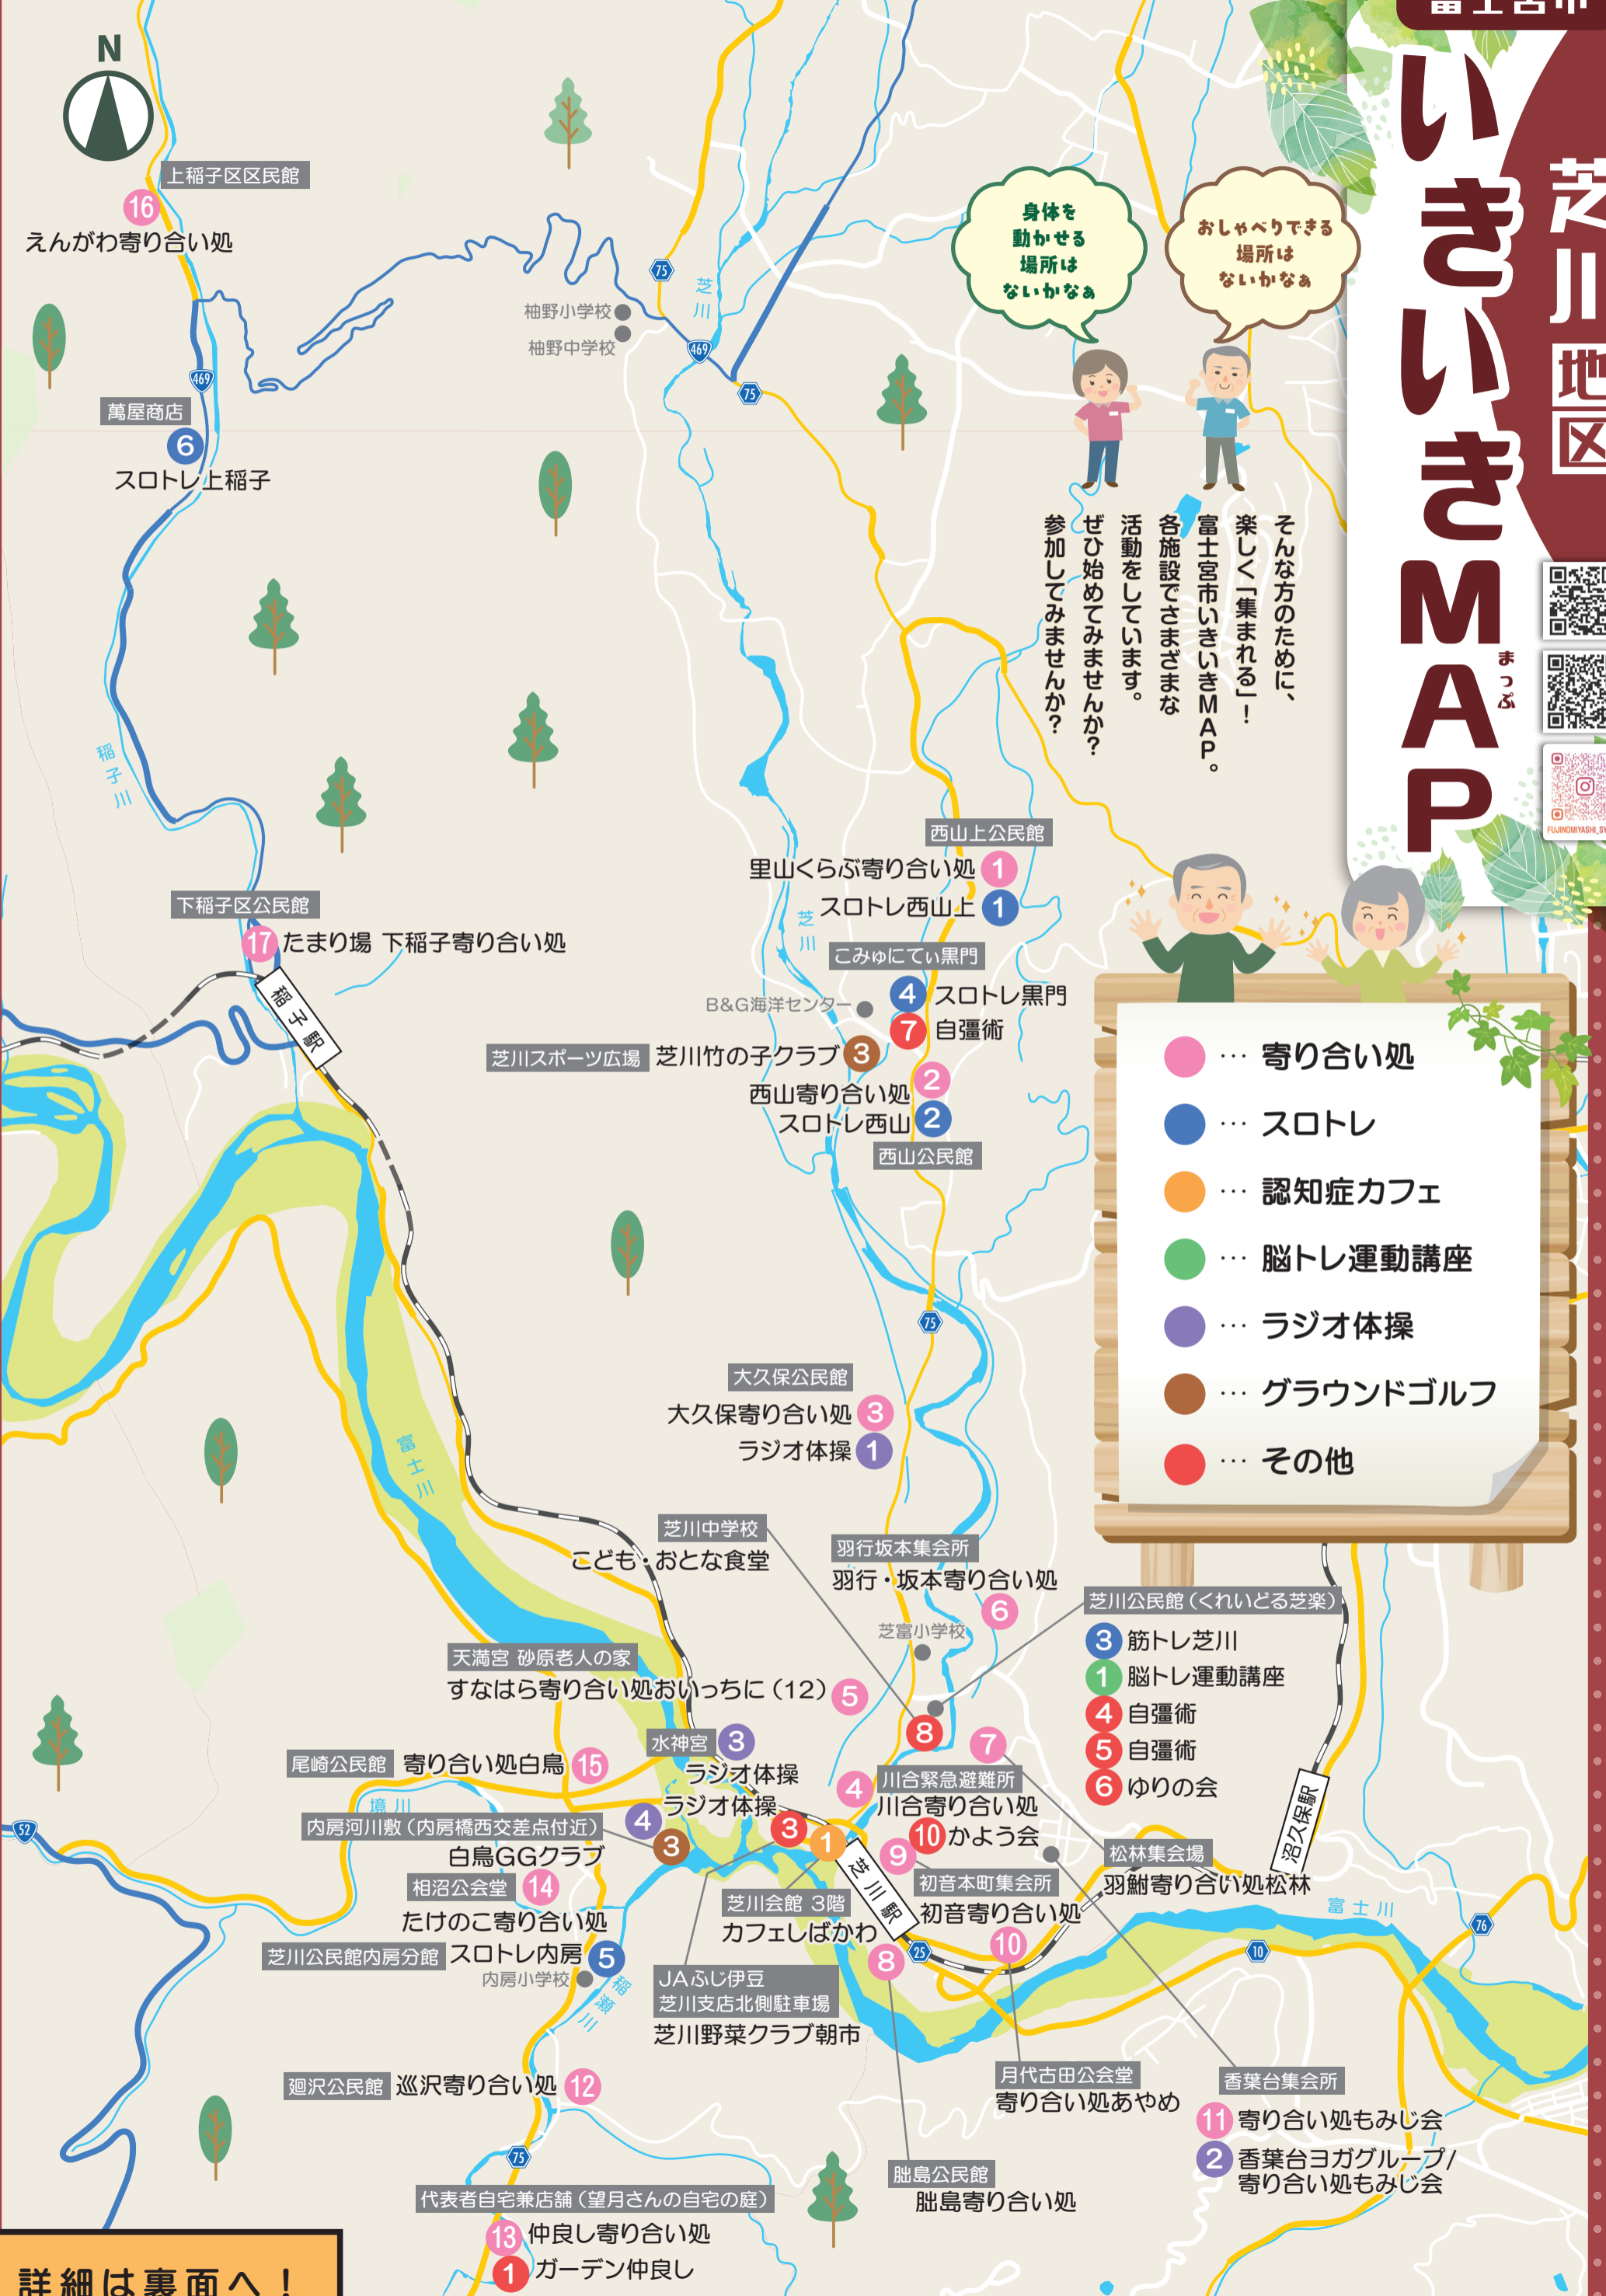 富士宮市
芝川地区
いきいきMAP
まっぷ
FUJINOMIYASHI_SY
N
身体を
動かせる
場所は
ないかなぁ
おしゃべりできる
場所は
ないかなぁ
そんな方のために、
楽しく「集まれる」！
富士宮市いきいきMAP。
各施設でさまざまな
活動をしています。
ぜひ始めてみませんか？
参加してみませんか？
上稲子区区民館
16
えんがわ寄り合い処
75
芝川
柚野小学校
柚野中学校
469
75
469
萬屋商店
6
スロトレ上稲子
稲子川
西山上公民館
里山くらぶ寄り合い処 1
スロトレ西山上 1
芝川
下稲子区公民館
17 たまり場 下稲子寄り合い処
稲子駅
こみゅにてぃ黒門
4 スロトレ黒門
7 自彊術
B&G海洋センター
芝川スポーツ広場 芝川竹の子クラブ 3
西山寄り合い処 2
スロトレ西山 2
西山公民館
… 寄り合い処
… スロトレ
… 認知症カフェ
… 脳トレ運動講座
… ラジオ体操
… グラウンドゴルフ
… その他
75
大久保公民館
大久保寄り合い処 3
ラジオ体操 1
富士川
芝川中学校
こども・おとな食堂
8
羽行坂本集会所
羽行・坂本寄り合い処
6
芝富小学校
芝川公民館（くれいどる芝楽）
3 筋トレ芝川
1 脳トレ運動講座
4 自彊術
5 自彊術
6 ゆりの会
天満宮 砂原老人の家
すなはら寄り合い処おいっちに（12） 5
水神宮 3
ラジオ体操
ラジオ体操
4
尾崎公民館 寄り合い処白鳥 15
境川
52
内房河川敷（内房橋西交差点付近）
白鳥GGクラブ
3
3
1
7
4 川合緊急避難所
川合寄り合い処
10 かよう会
9
初音本町集会所
初音寄り合い処
芝川駅
沼久保駅
松林集会場
羽鮒寄り合い処松林
相沼公会堂 14
たけのこ寄り合い処
芝川公民館内房分館 スロトレ内房 5
内房小学校
稲瀬川
芝川会館 3階
カフェしばかわ
25
10
8
富士川
76
10
JAふじ伊豆
芝川支店北側駐車場
芝川野菜クラブ朝市
廻沢公民館 巡沢寄り合い処 12
月代古田公会堂
寄り合い処あやめ
香葉台集会所
11 寄り合い処もみじ会
2 香葉台ヨガグループ/
寄り合い処もみじ会
75
朏島公民館
朏島寄り合い処
代表者自宅兼店舗（望月さんの自宅の庭）
13 仲良し寄り合い処
1 ガーデン仲良し
詳細は裏面へ！